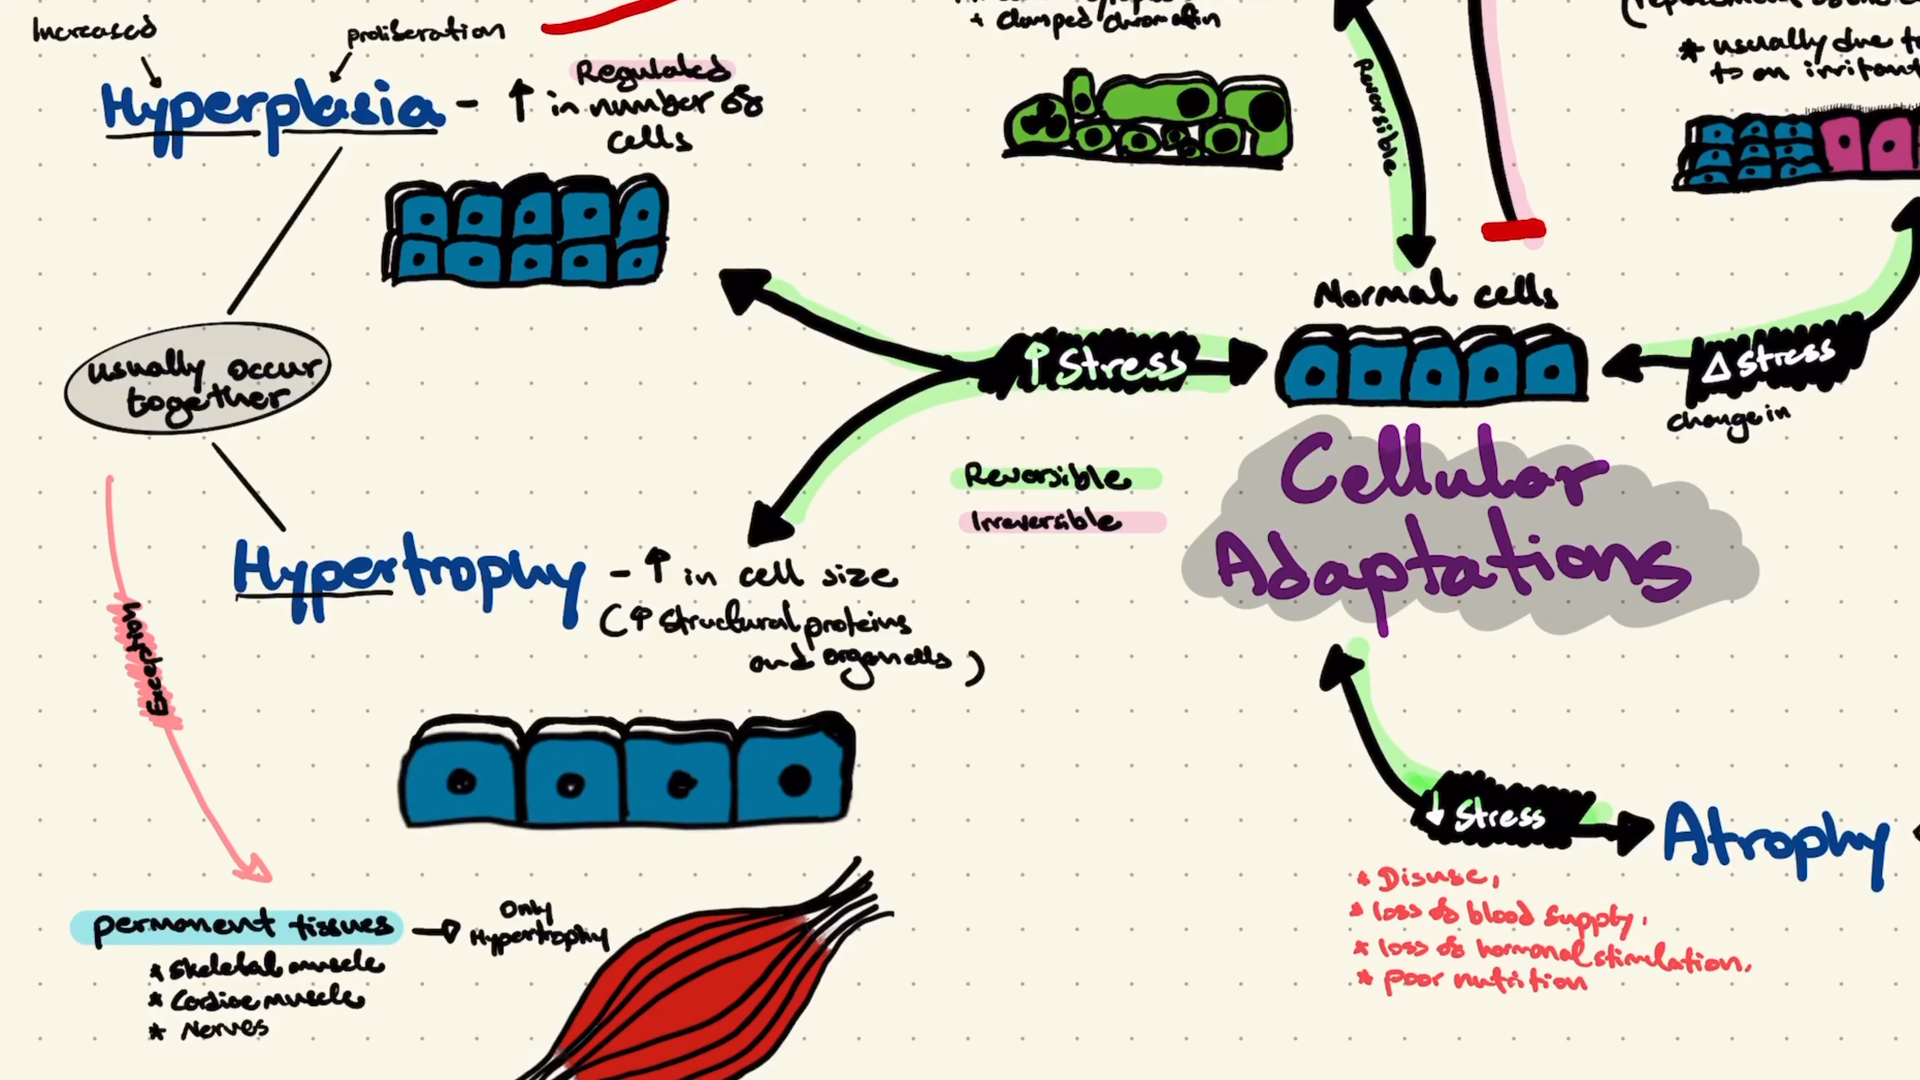 Increased
proliferation
Hyperplasia - ↑ Regulated
in number of
cells
+ clumped chromatin
Reversible
* usually due to
to an irritant
usually occur
together
Normal cells
↑ Stress
Δ Stress
change in
Reversible
Irreversible
Cellular
Adaptations
Hypertrophy - ↑ in cell size
(↑ structural proteins
and organells)
Exception
↓ Stress
Atrophy
* Disuse,
* loss of blood supply,
* loss of hormonal stimulation,
* poor nutrition
permanent tissues
Only
Hypertrophy
* Skeletal muscle
* Cardiac muscle
* Nerves